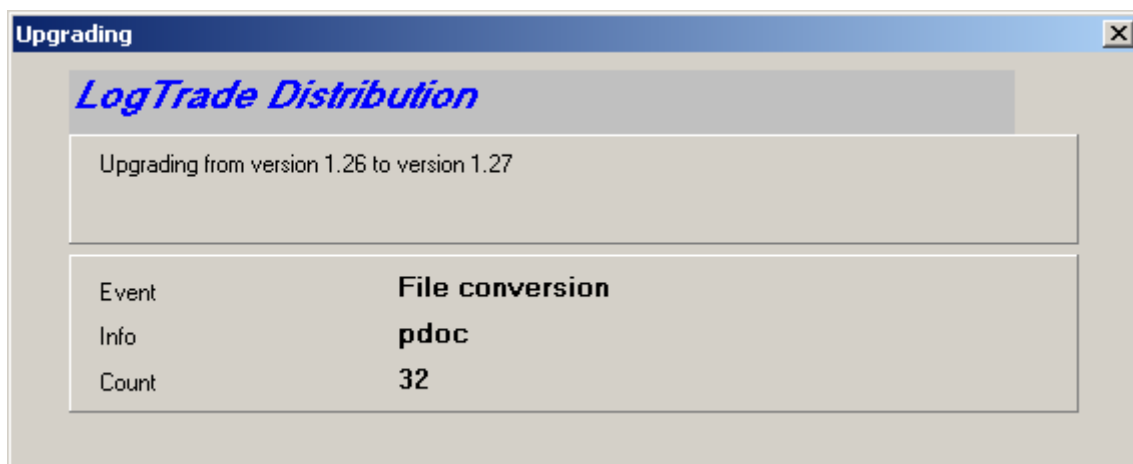 Upgrading
LogTrade Distribution
Upgrading from version 1.26 to version 1.27
Event File conversion
Info pdoc
Count 32